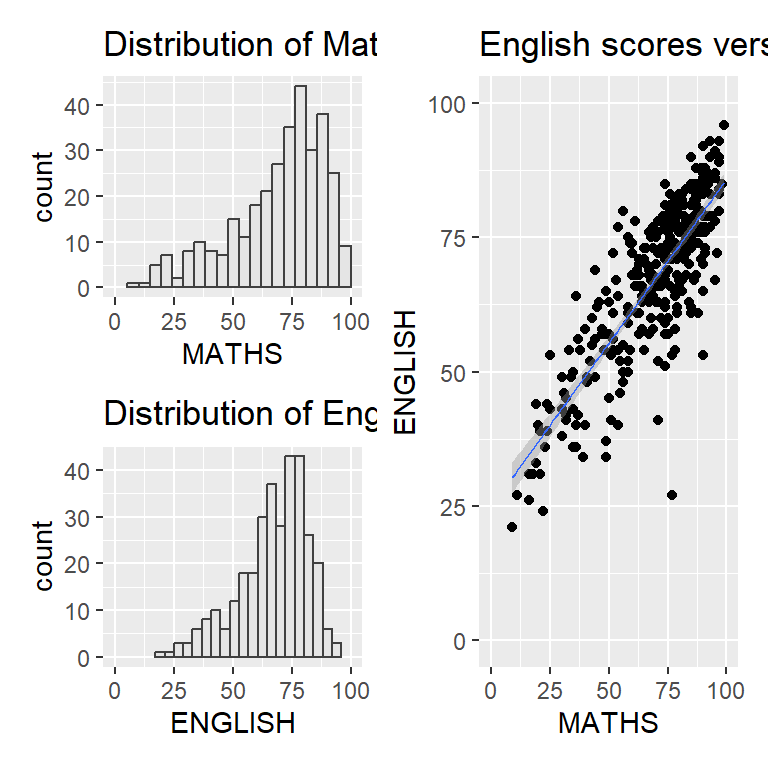 Distribution of Mat
40
30
20
10
0
count
0 25 50 75 100
MATHS
Distribution of Eng
40
30
20
10
0
count
0 25 50 75 100
ENGLISH
English scores vers
100
75
50
25
0
ENGLISH
0 25 50 75 100
MATHS